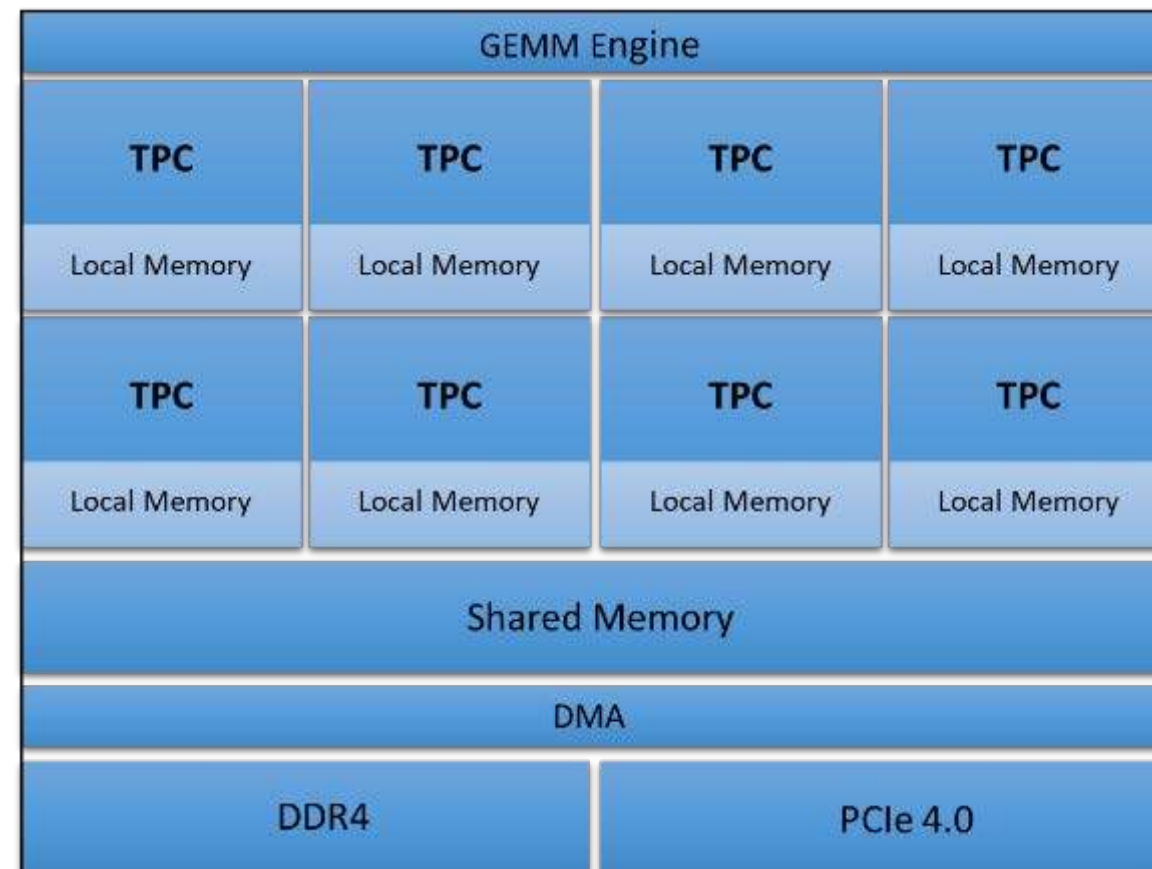 GEMM Engine
TPC TPC TPC TPC
Local Memory Local Memory Local Memory Local Memory
TPC TPC TPC TPC
Local Memory Local Memory Local Memory Local Memory
Shared Memory
DMA
DDR4 PCIe 4.0